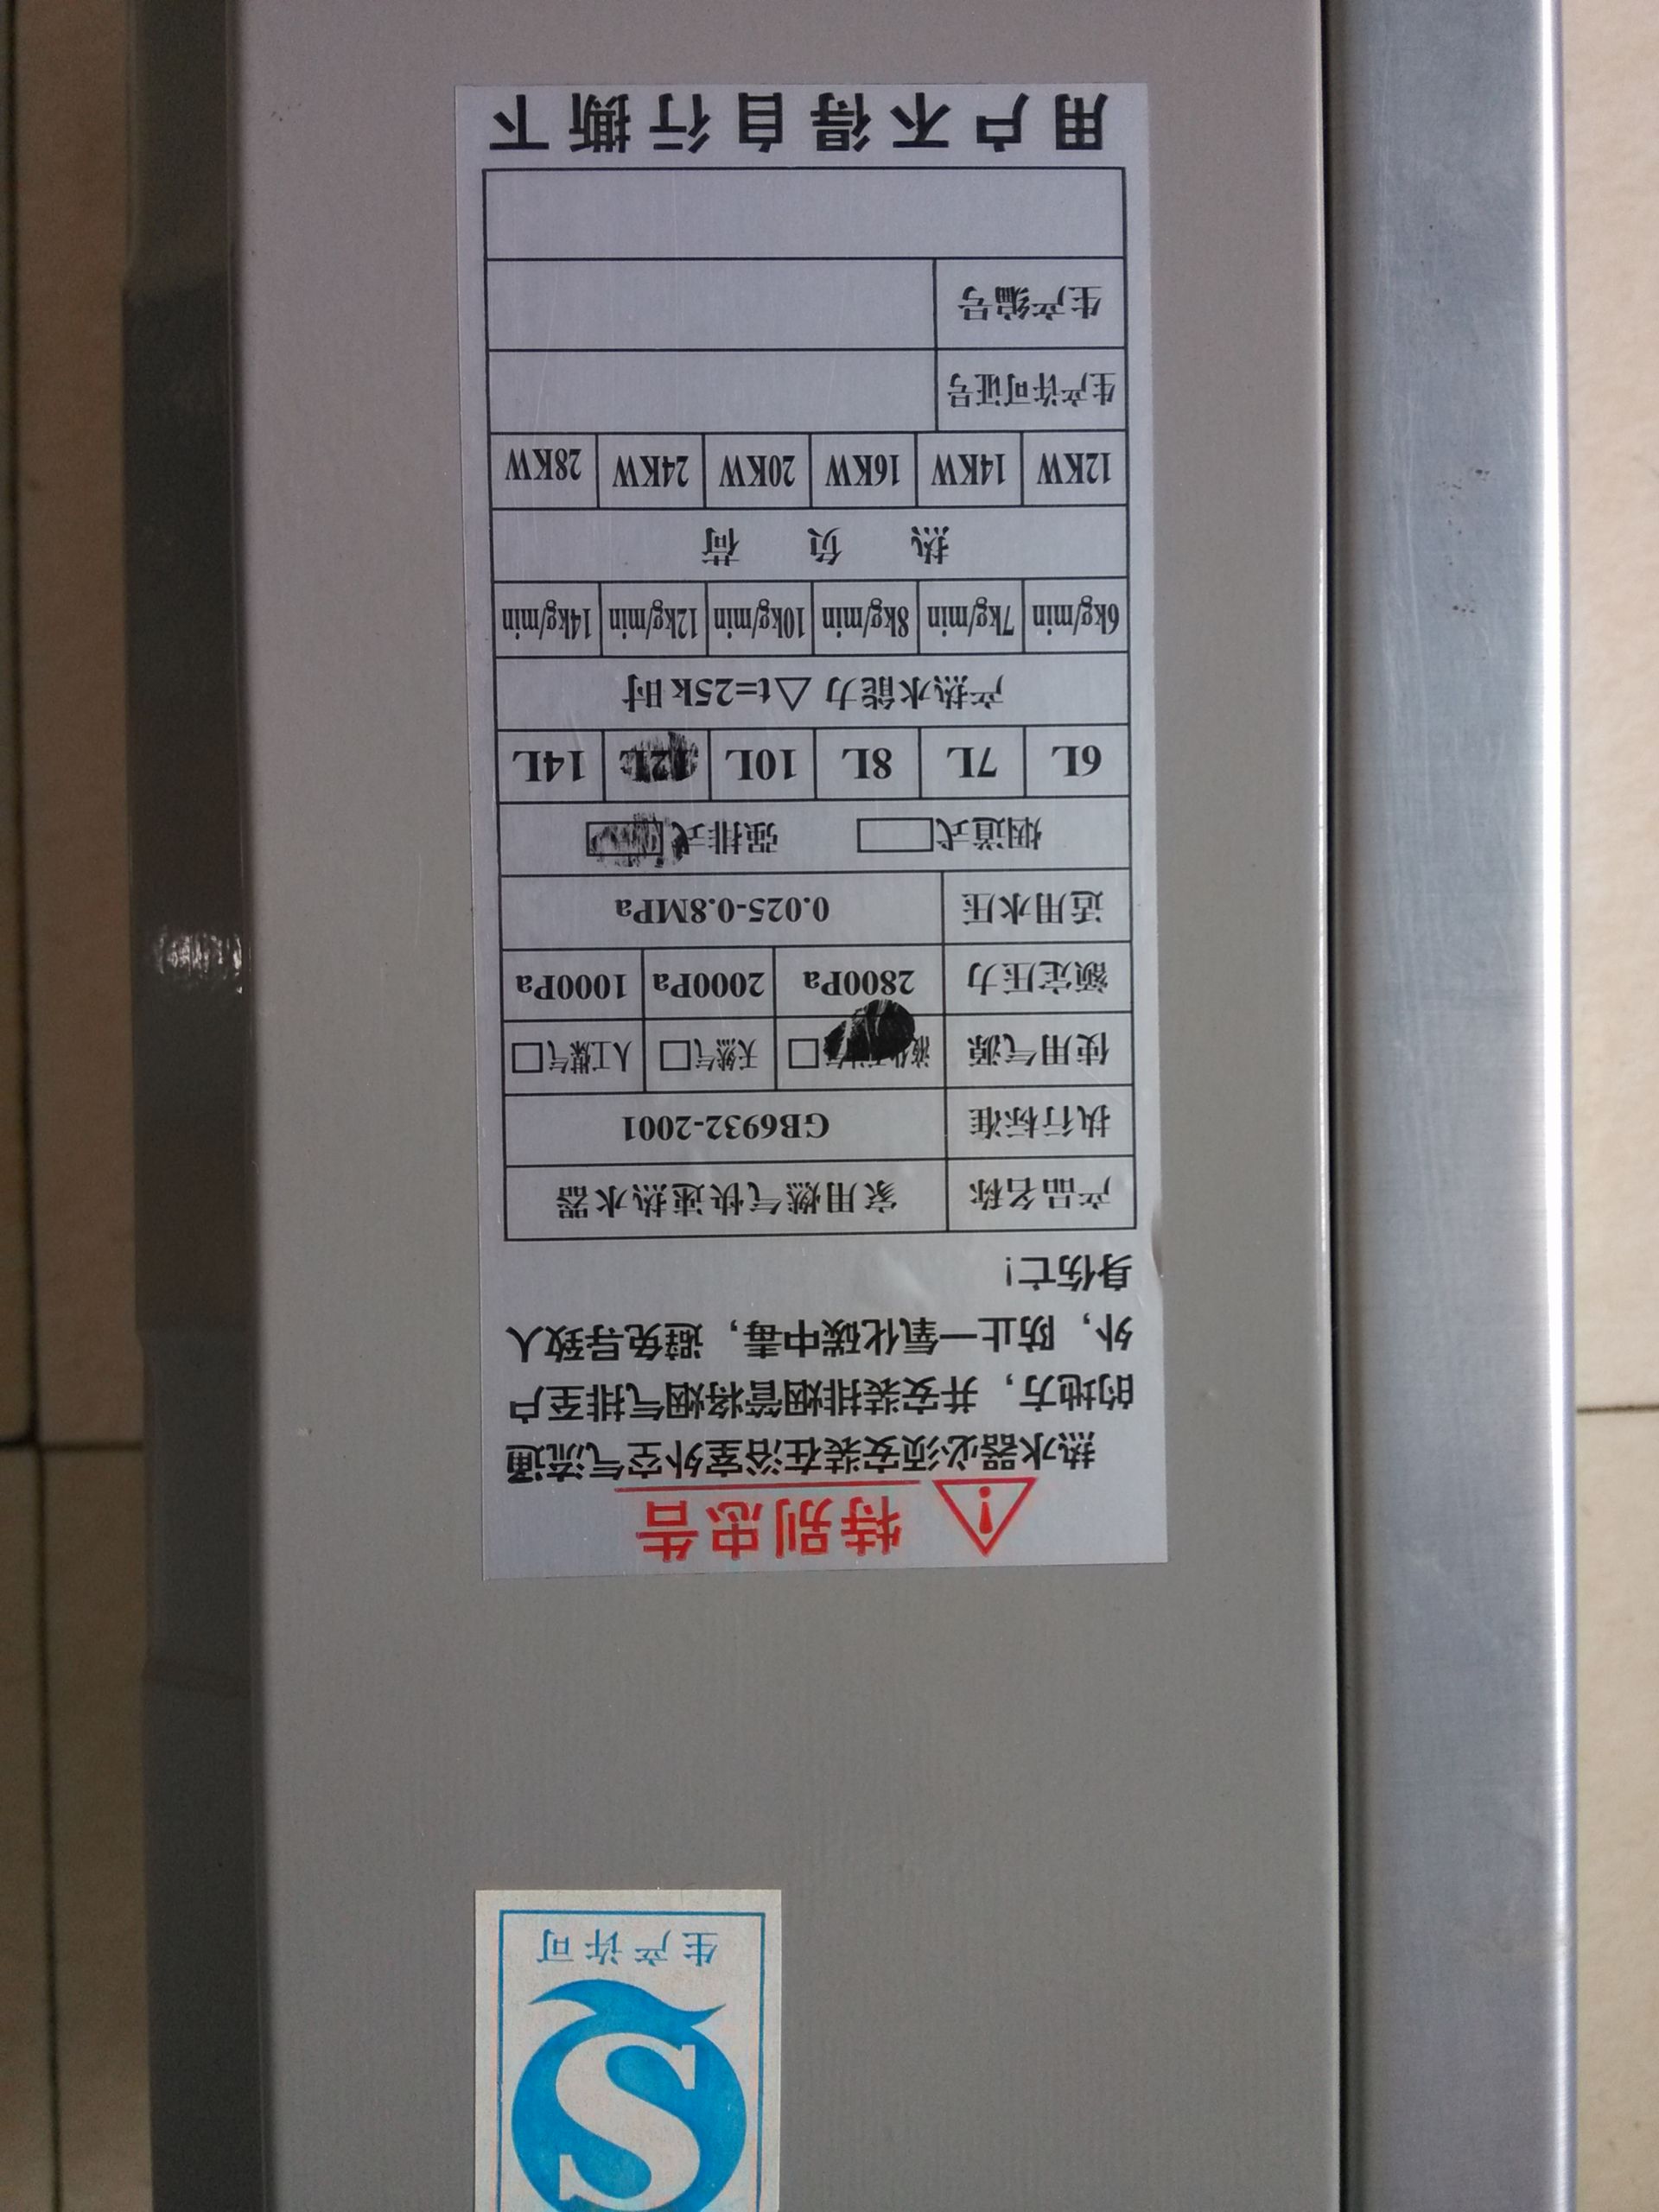 特别忠告
热水器必须安装在浴室外空气流通
的地方，并安装排烟管将烟气排至户
外，防止一氧化碳中毒，避免导致人
身伤亡!
产品名称 家用燃气快速热水器
执行标准 GB6932-2001
使用气源 液化石油气□ 天然气□ 人工煤气□
额定压力 2800Pa 2000Pa 1000Pa
适用水压 0.025-0.8MPa
烟道式 强排式
6L 7L 8L 10L 12L 14L
产热水能力 △t=25k 时
6kg/min 7kg/min 8kg/min 10kg/min 12kg/min 14kg/min
热 负 荷
12KW 14KW 16KW 20KW 24KW 28KW
生产许可证号
生产编号
用户不得自行撕下
生产许可